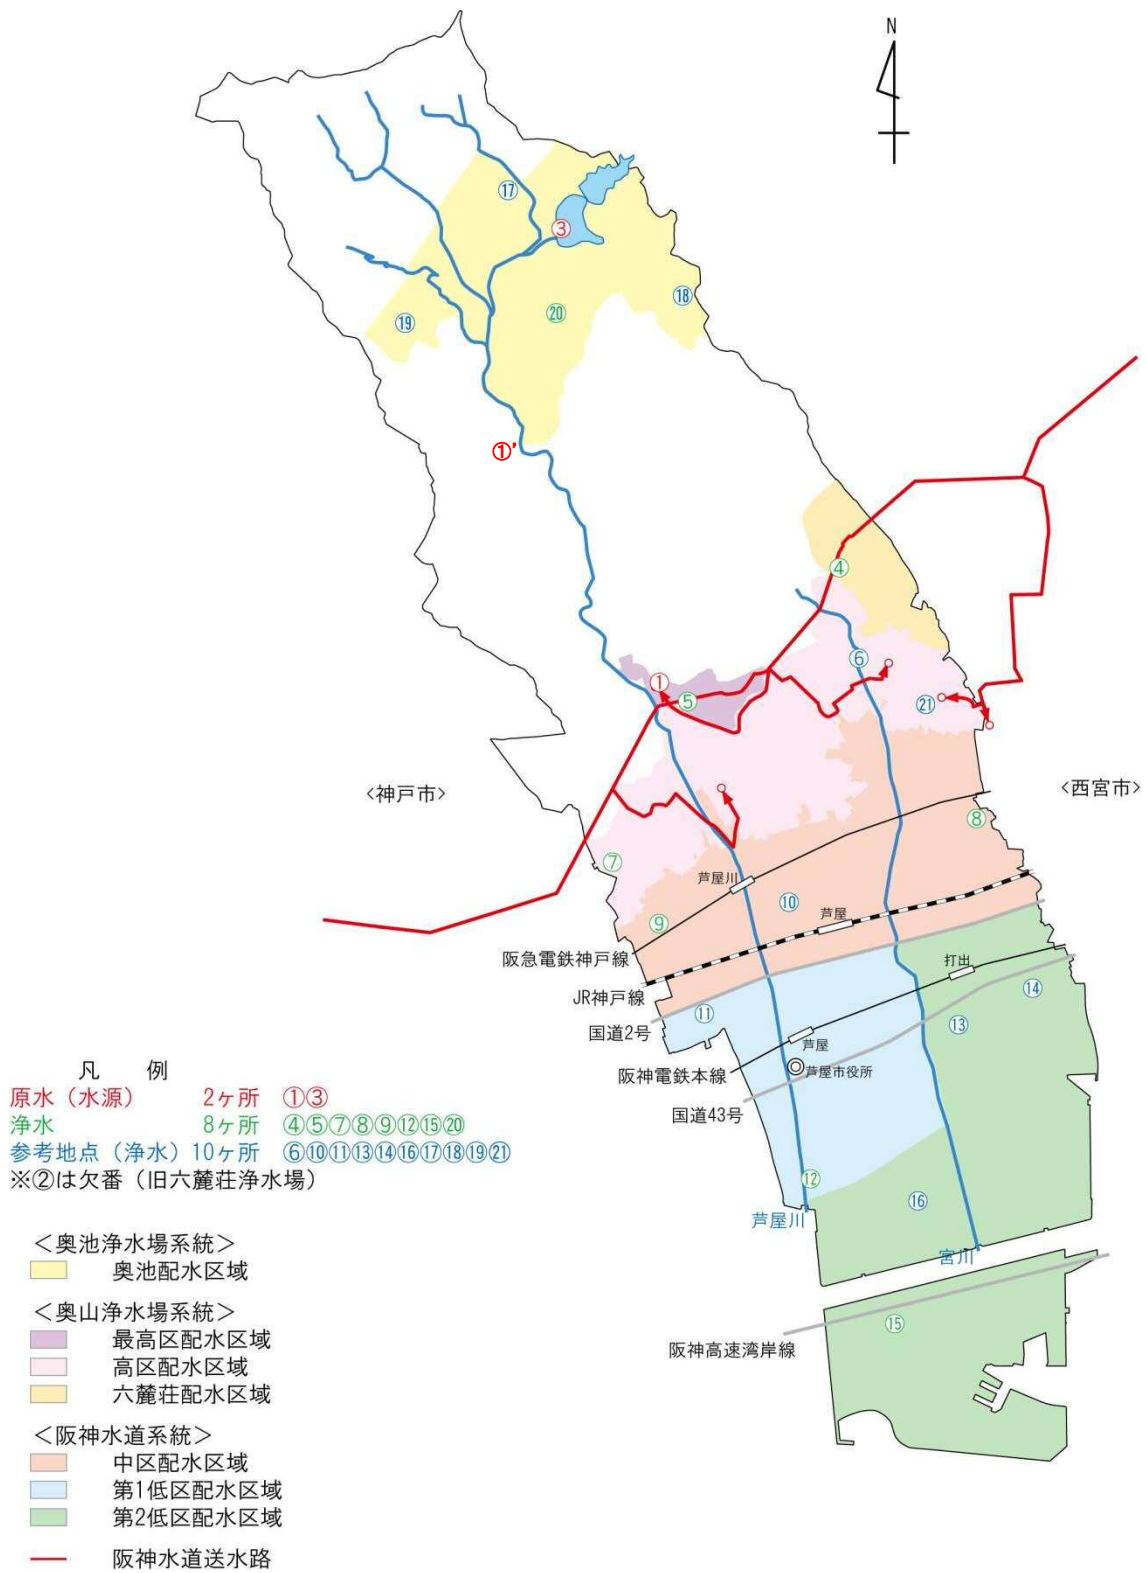 N
⑰
③
⑱
⑲
⑳
①'
④
⑥
①
⑤
㉑
<神戸市>
<西宮市>
⑧
⑦
芦屋川
⑩
芦屋
⑨
阪急電鉄神戸線
打出
JR神戸線
⑭
⑪
⑬
国道2号
芦屋
芦屋市役所
阪神電鉄本線
国道43号
凡 例
原水（水源） 2ヶ所 ①③
浄水 8ヶ所 ④⑤⑦⑧⑨⑫⑮⑳
参考地点（浄水）10ヶ所 ⑥⑩⑪⑬⑭⑯⑰⑱⑲㉑
※②は欠番（旧六麓荘浄水場）
⑫
⑯
芦屋川
宮川
＜奥池浄水場系統＞
奥池配水区域
＜奥山浄水場系統＞
最高区配水区域
高区配水区域
六麓荘配水区域
⑮
阪神高速湾岸線
＜阪神水道系統＞
中区配水区域
第1低区配水区域
第2低区配水区域
阪神水道送水路